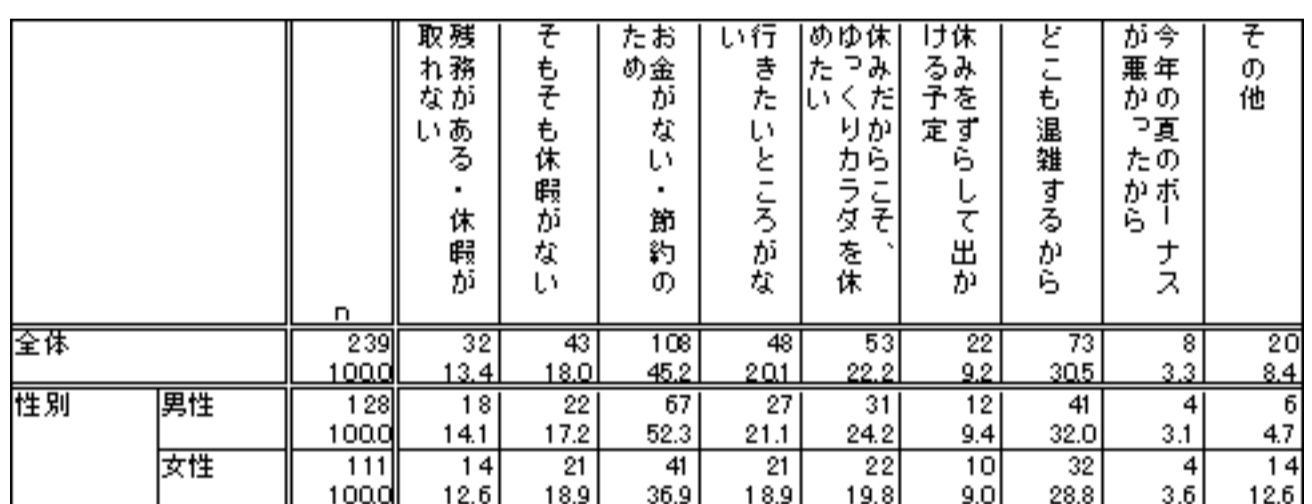 残務がある・休暇が
取れない
そもそも休暇がない
お金がない・節約の
ため
行きたいところがな
い
休みだからこそ、
ゆっくりカラダを休
めたい
休みをずらして出か
ける予定
どこも混雑するから
今年の夏のボーナス
が悪かったから
その他
n
全体 239 32 43 108 48 53 22 73 8 20
100.0 13.4 18.0 45.2 20.1 22.2 9.2 30.5 3.3 8.4
性別 男性 128 18 22 67 27 31 12 41 4 6
100.0 14.1 17.2 52.3 21.1 24.2 9.4 32.0 3.1 4.7
女性 111 14 21 41 21 22 10 32 4 14
100.0 12.6 18.9 36.9 18.9 19.8 9.0 28.8 3.6 12.6